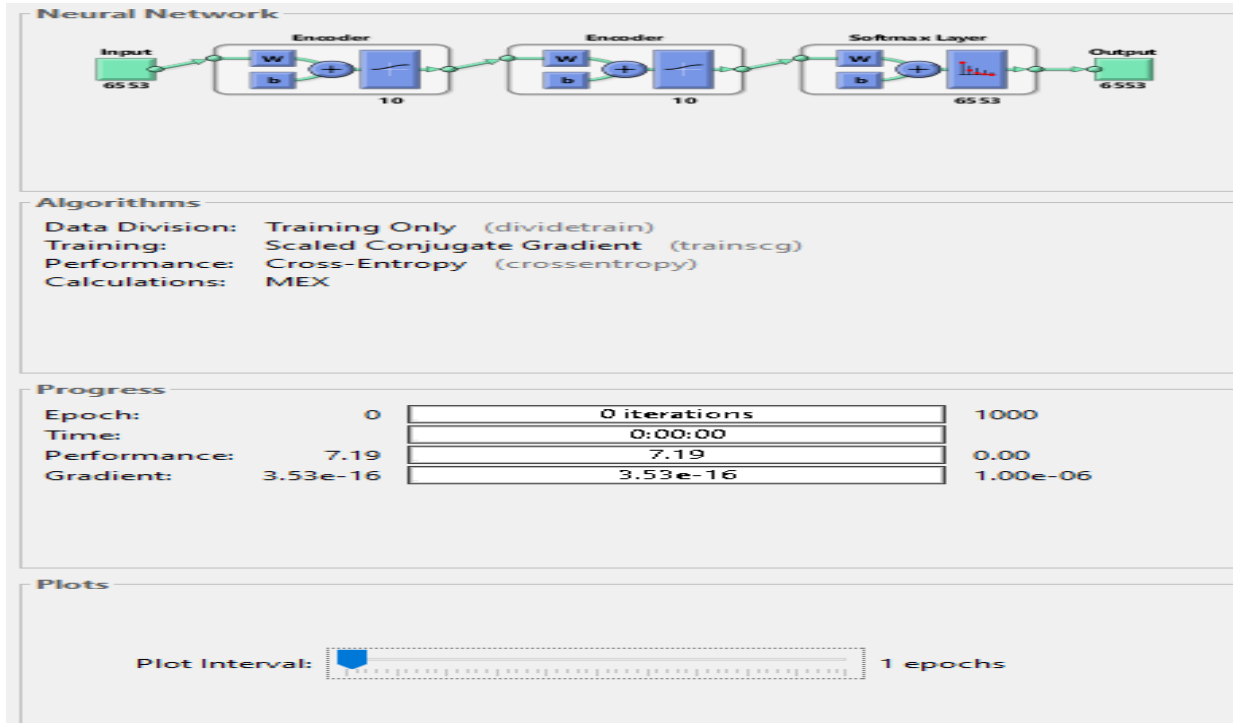 Neural Network
Encoder Encoder Softmax Layer
Input Output
W W W
b b b
6553 10 10 6553 6553
Algorithms
Data Division: Training Only (dividetrain)
Training: Scaled Conjugate Gradient (trainscg)
Performance: Cross-Entropy (crossentropy)
Calculations: MEX
Progress
Epoch: 0 0 iterations 1000
Time: 0:00:00
Performance: 7.19 7.19 0.00
Gradient: 3.53e-16 3.53e-16 1.00e-06
Plots
Plot Interval: 1 epochs